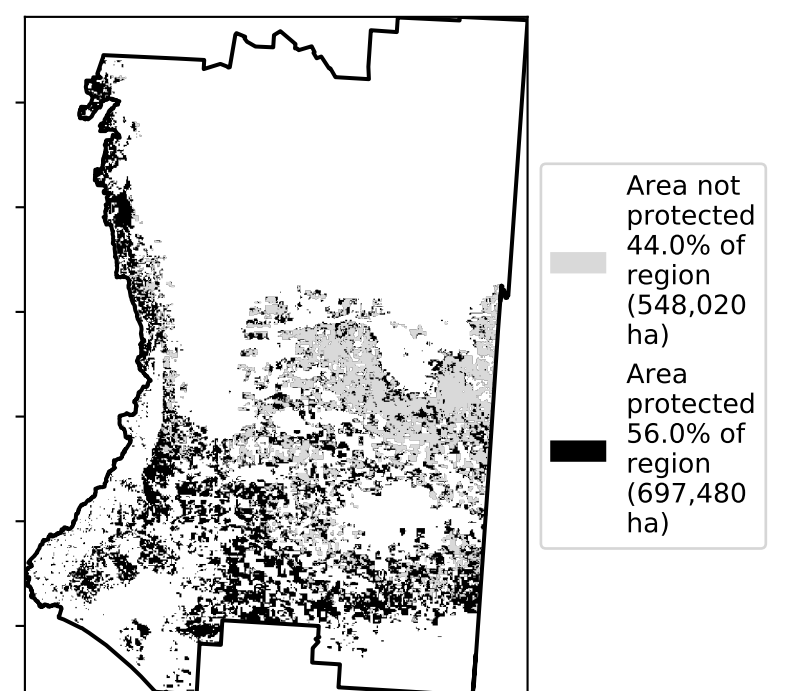 Area not
protected
44.0% of
region
(548,020
ha)
Area
protected
56.0% of
region
(697,480
ha)